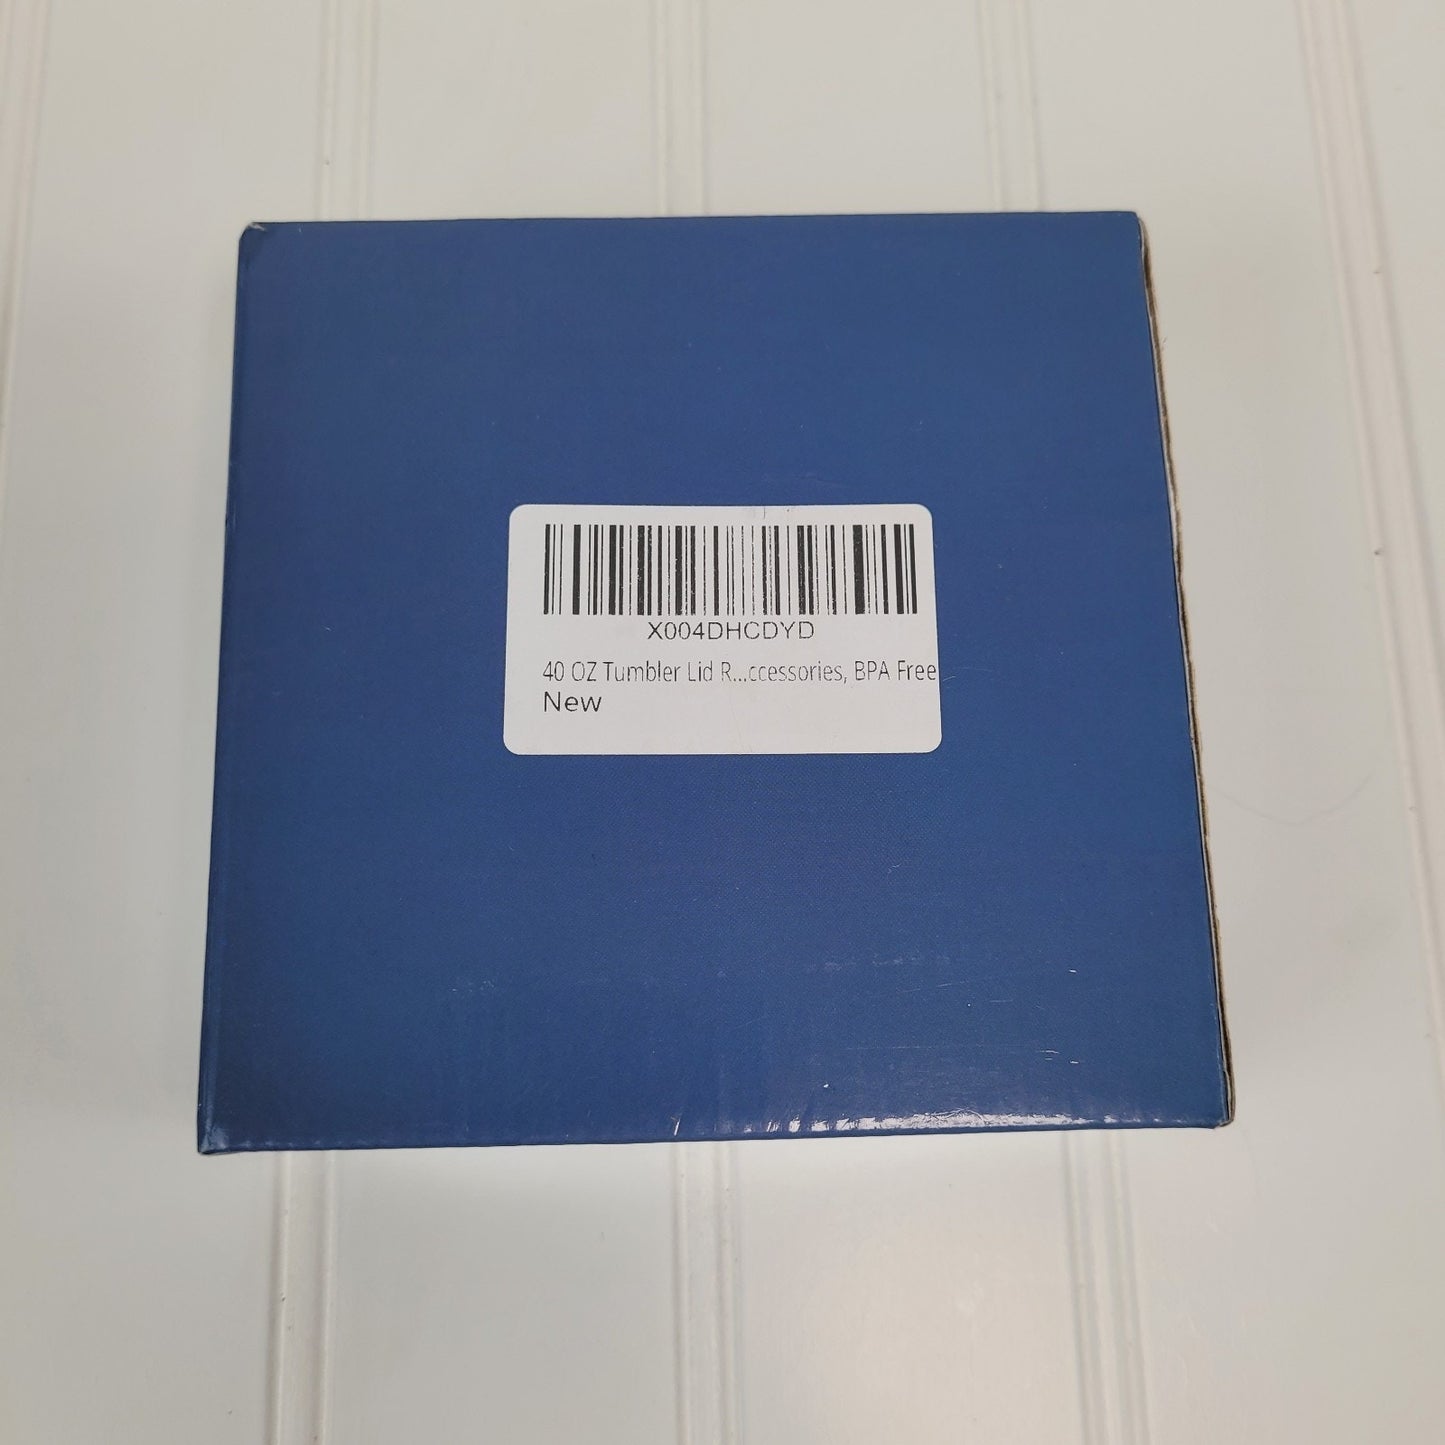 X004DHCDYD
40 OZ Tumbler Lid R...ccessories, BPA Free
New